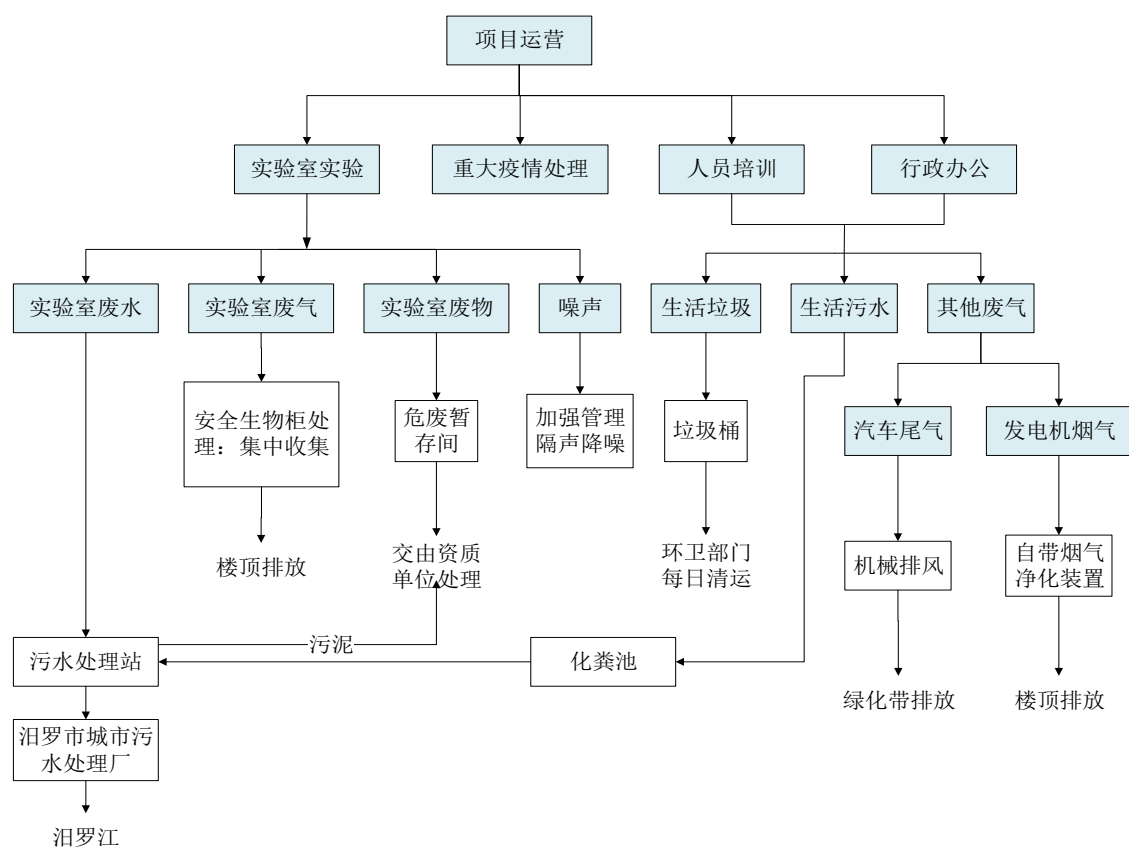 项目运营
实验室实验
重大疫情处理
人员培训
行政办公
实验室废水
实验室废气
实验室废物
噪声
生活垃圾
生活污水
其他废气
安全生物柜处
理：集中收集
危废暂
存间
加强管理
隔声降噪
垃圾桶
汽车尾气
发电机烟气
楼顶排放
交由资质
单位处理
环卫部门
每日清运
机械排风
自带烟气
净化装置
污泥
污水处理站
化粪池
绿化带排放
楼顶排放
汨罗市城市污
水处理厂
汨罗江